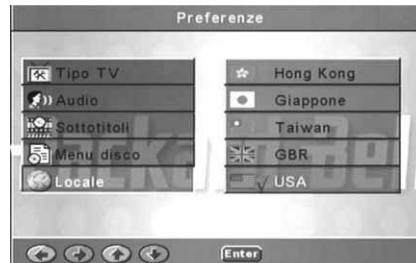 Preferenze
Tipo TV
Audio
Sottotitoli
Menu disco
Locale
Hong Kong
Giappone
Taiwan
GBR
USA
Enter